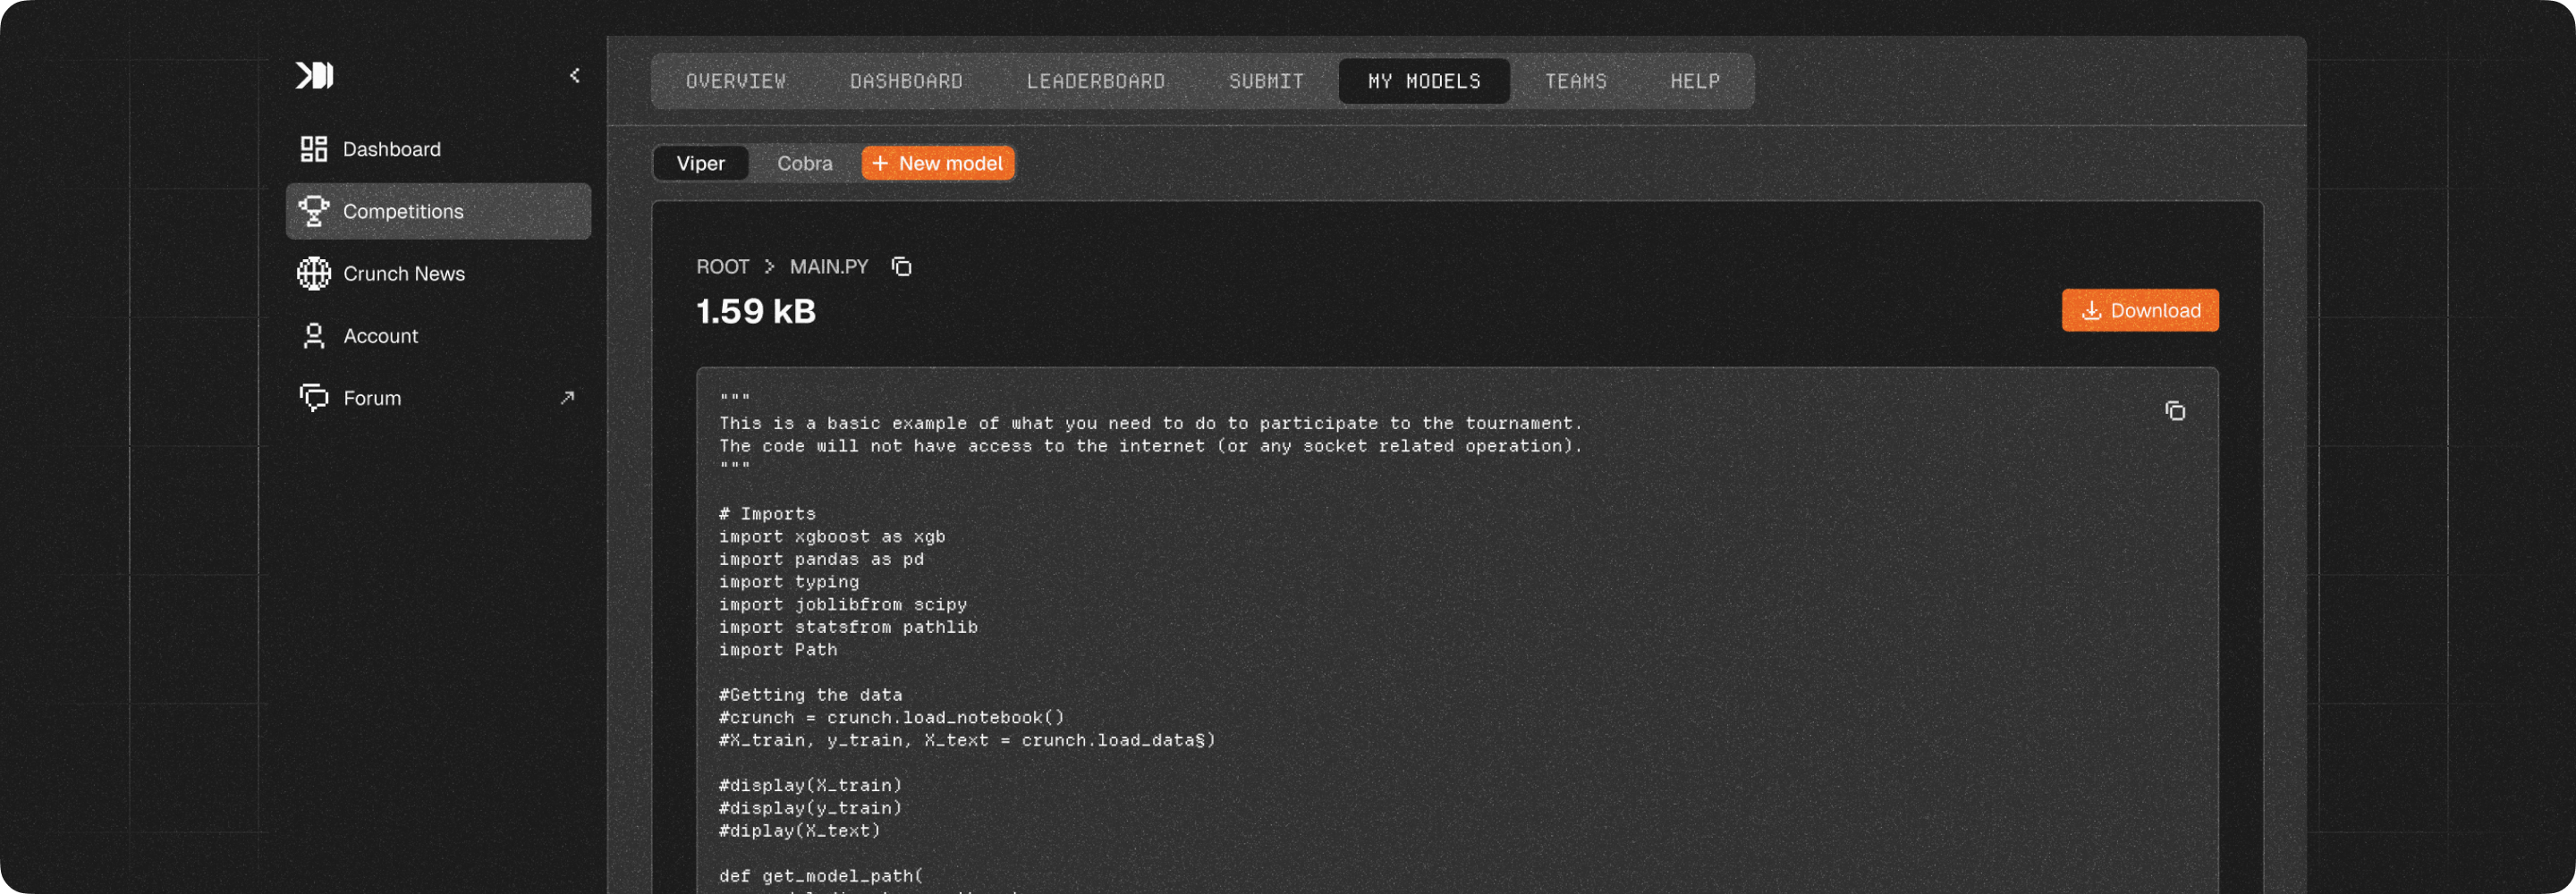 OVERVIEW DASHBOARD LEADERBOARD SUBMIT MY MODELS TEAMS HELP
Dashboard
Competitions
Crunch News
Account
Forum
Viper Cobra + New model
ROOT > MAIN.PY
1.59 kB
Download
"""
This is a basic example of what you need to do to participate to the tournament.
The code will not have access to the internet (or any socket related operation).
"""
# Imports
import xgboost as xgb
import pandas as pd
import typing
import joblibfrom scipy
import statsfrom pathlib
import Path
#Getting the data
#crunch = crunch.load_notebook()
#X_train, y_train, X_text = crunch.load_data§)
#display(X_train)
#display(y_train)
#diplay(X_text)
def get_model_path(